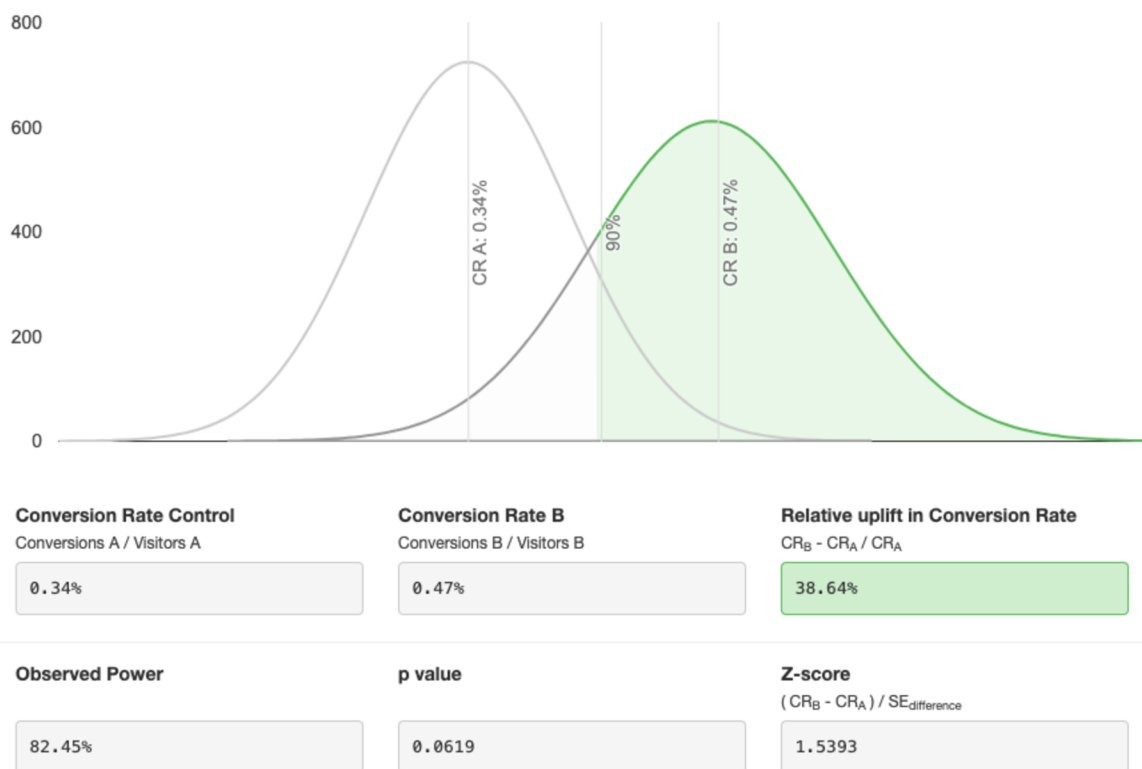 800
600
400
200
0
CR A: 0.34%
90%
CR B: 0.47%
Conversion Rate Control
Conversions A / Visitors A
0.34%
Conversion Rate B
Conversions B / Visitors B
0.47%
Relative uplift in Conversion Rate
CRB - CRA / CRA
38.64%
Observed Power
82.45%
p value
0.0619
Z-score
( CRB - CRA ) / SEdifference
1.5393